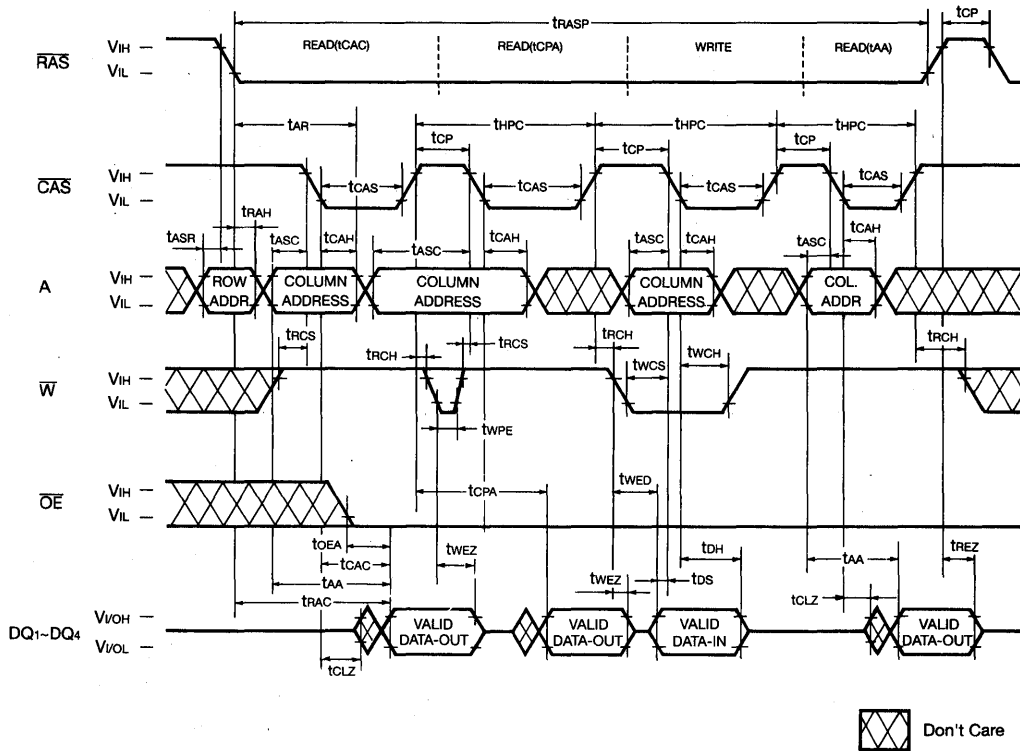 tRASP
tCP
READ(tCAC)
READ(tCPA)
WRITE
READ(tAA)
RAS
VIH
VIL
tAR
tHPC
tHPC
tHPC
tCP
tCP
tCP
CAS
VIH
VIL
tCAS
tCAS
tCAS
tCAS
tASR
tRAH
tASC
tCAH
tASC
tCAH
tASC
tCAH
tASC
tCAH
A
VIH
VIL
ROW
ADDR.
COLUMN
ADDRESS
COLUMN
ADDRESS
COLUMN
ADDRESS
COL.
ADDR
tRCS
tRCH
tRCS
tRCH
tWCH
tRCH
W
VIH
VIL
tWCS
tWPE
OE
VIH
VIL
tCPA
tWED
tOEA
tCAC
tAA
tRAC
tWEZ
tWEZ
tDS
tDH
tAA
tREZ
tCLZ
DQ1~DQ4
VI/OH
VI/OL
VALID
DATA-OUT
VALID
DATA-OUT
VALID
DATA-IN
VALID
DATA-OUT
tCLZ
Don't Care